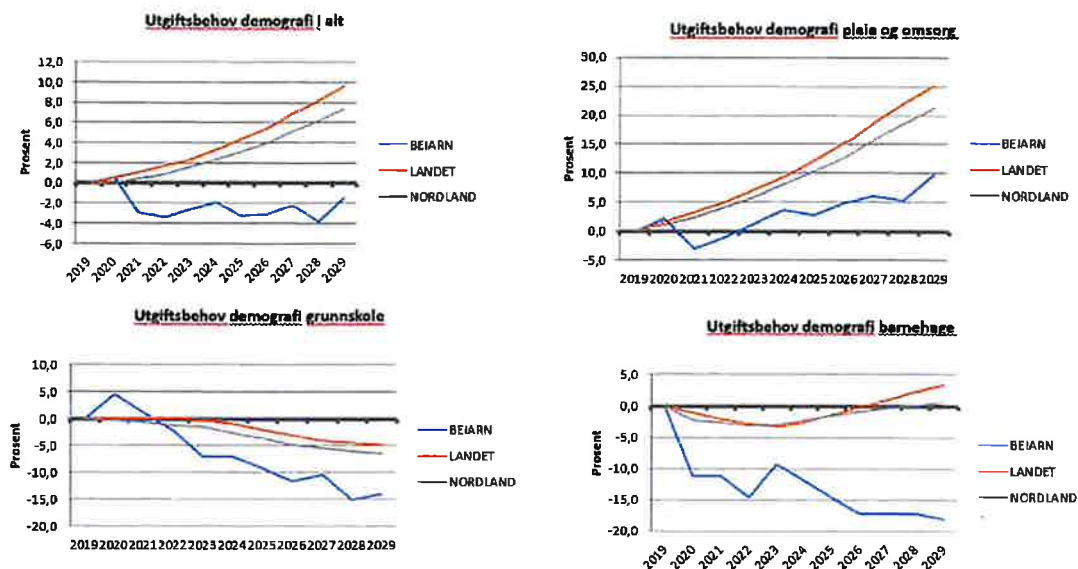 Utgiftsbehov demografi i alt
12,0
10,0
8,0
6,0
4,0
2,0
0,0
-2,0
-4,0
-6,0
Prosent
2019 2020 2021 2022 2023 2024 2025 2026 2027 2028 2029
BEIARN
LANDET
NORDLAND
Utgiftsbehov demografi pleie og omsorg
30,0
25,0
20,0
15,0
10,0
5,0
0,0
-5,0
Prosent
2019 2020 2021 2022 2023 2024 2025 2026 2027 2028 2029
BEIARN
LANDET
NORDLAND
Utgiftsbehov demografi grunnskole
10,0
5,0
0,0
-5,0
-10,0
-15,0
-20,0
Prosent
2019 2020 2021 2022 2023 2024 2025 2026 2027 2028 2029
BEIARN
LANDET
NORDLAND
Utgiftsbehov demografi barnehage
5,0
0,0
-5,0
-10,0
-15,0
-20,0
Prosent
2019 2020 2021 2022 2023 2024 2025 2026 2027 2028 2029
BEIARN
LANDET
NORDLAND